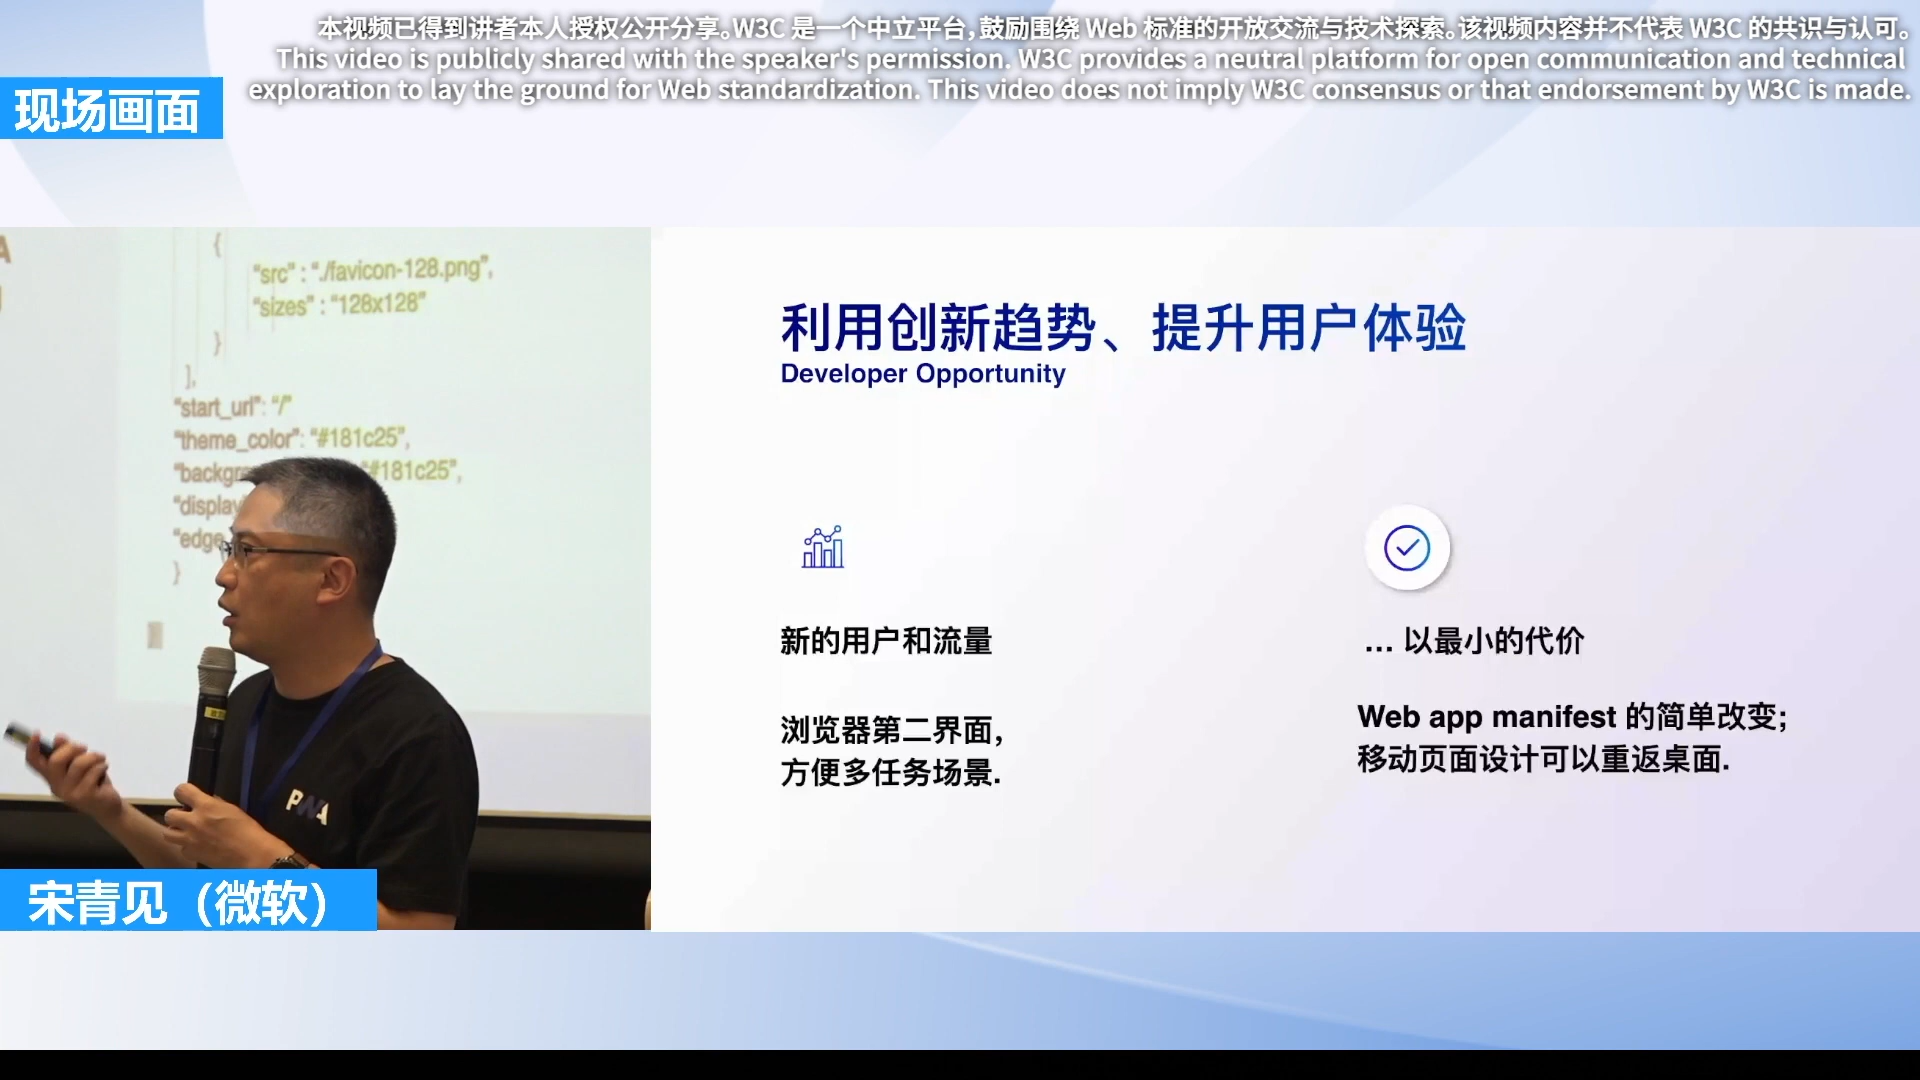 本视频已得到讲者本人授权公开分享。W3C 是一个中立平台，鼓励围绕 Web 标准的开放交流与技术探索。该视频内容并不代表 W3C 的共识与认可。
This video is publicly shared with the speaker's permission. W3C provides a neutral platform for open communication and technical
exploration to lay the ground for Web standardization. This video does not imply W3C consensus or that endorsement by W3C is made.
现场画面
{
"src" : "./favicon-128.png",
"sizes" : "128x128"
}
],
"start_url": "/"
"theme_color": "#181c25",
"#181c25",
"display
"edge
}
PWA
宋青见（微软）
利用创新趋势、提升用户体验
Developer Opportunity
新的用户和流量
浏览器第二界面，
方便多任务场景.
... 以最小的代价
Web app manifest 的简单改变;
移动页面设计可以重返桌面.